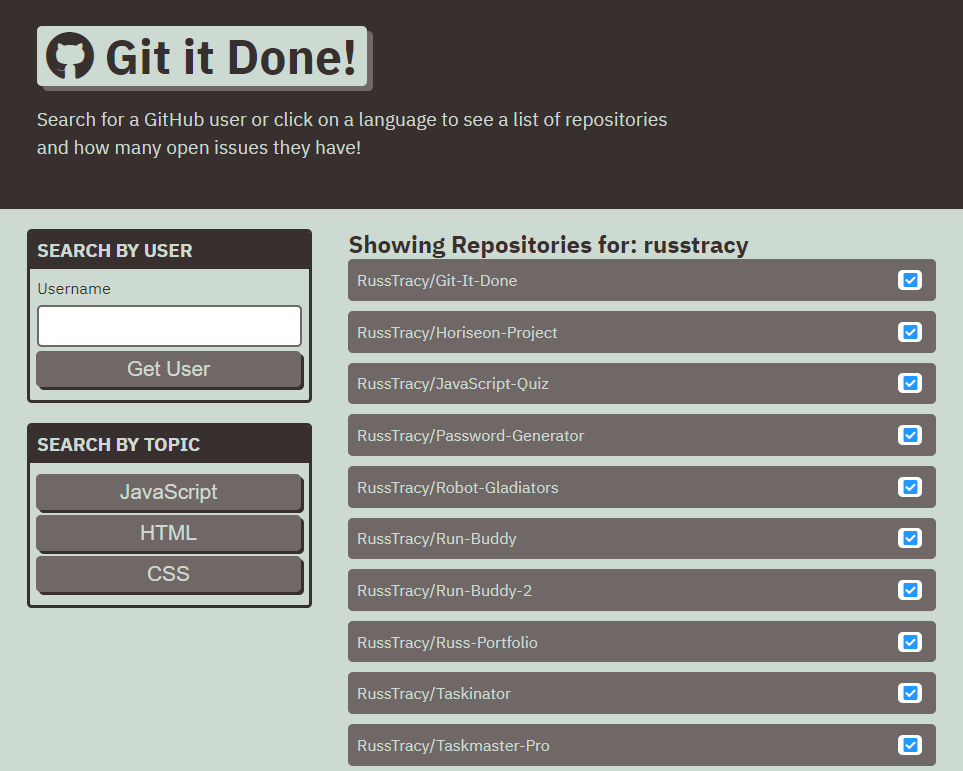 Git it Done!
Search for a GitHub user or click on a language to see a list of repositories
and how many open issues they have!
SEARCH BY USER
Username
Get User
SEARCH BY TOPIC
JavaScript
HTML
CSS
Showing Repositories for: russtracy
RussTracy/Git-It-Done
RussTracy/Horiseon-Project
RussTracy/JavaScript-Quiz
RussTracy/Password-Generator
RussTracy/Robot-Gladiators
RussTracy/Run-Buddy
RussTracy/Run-Buddy-2
RussTracy/Russ-Portfolio
RussTracy/Taskinator
RussTracy/Taskmaster-Pro